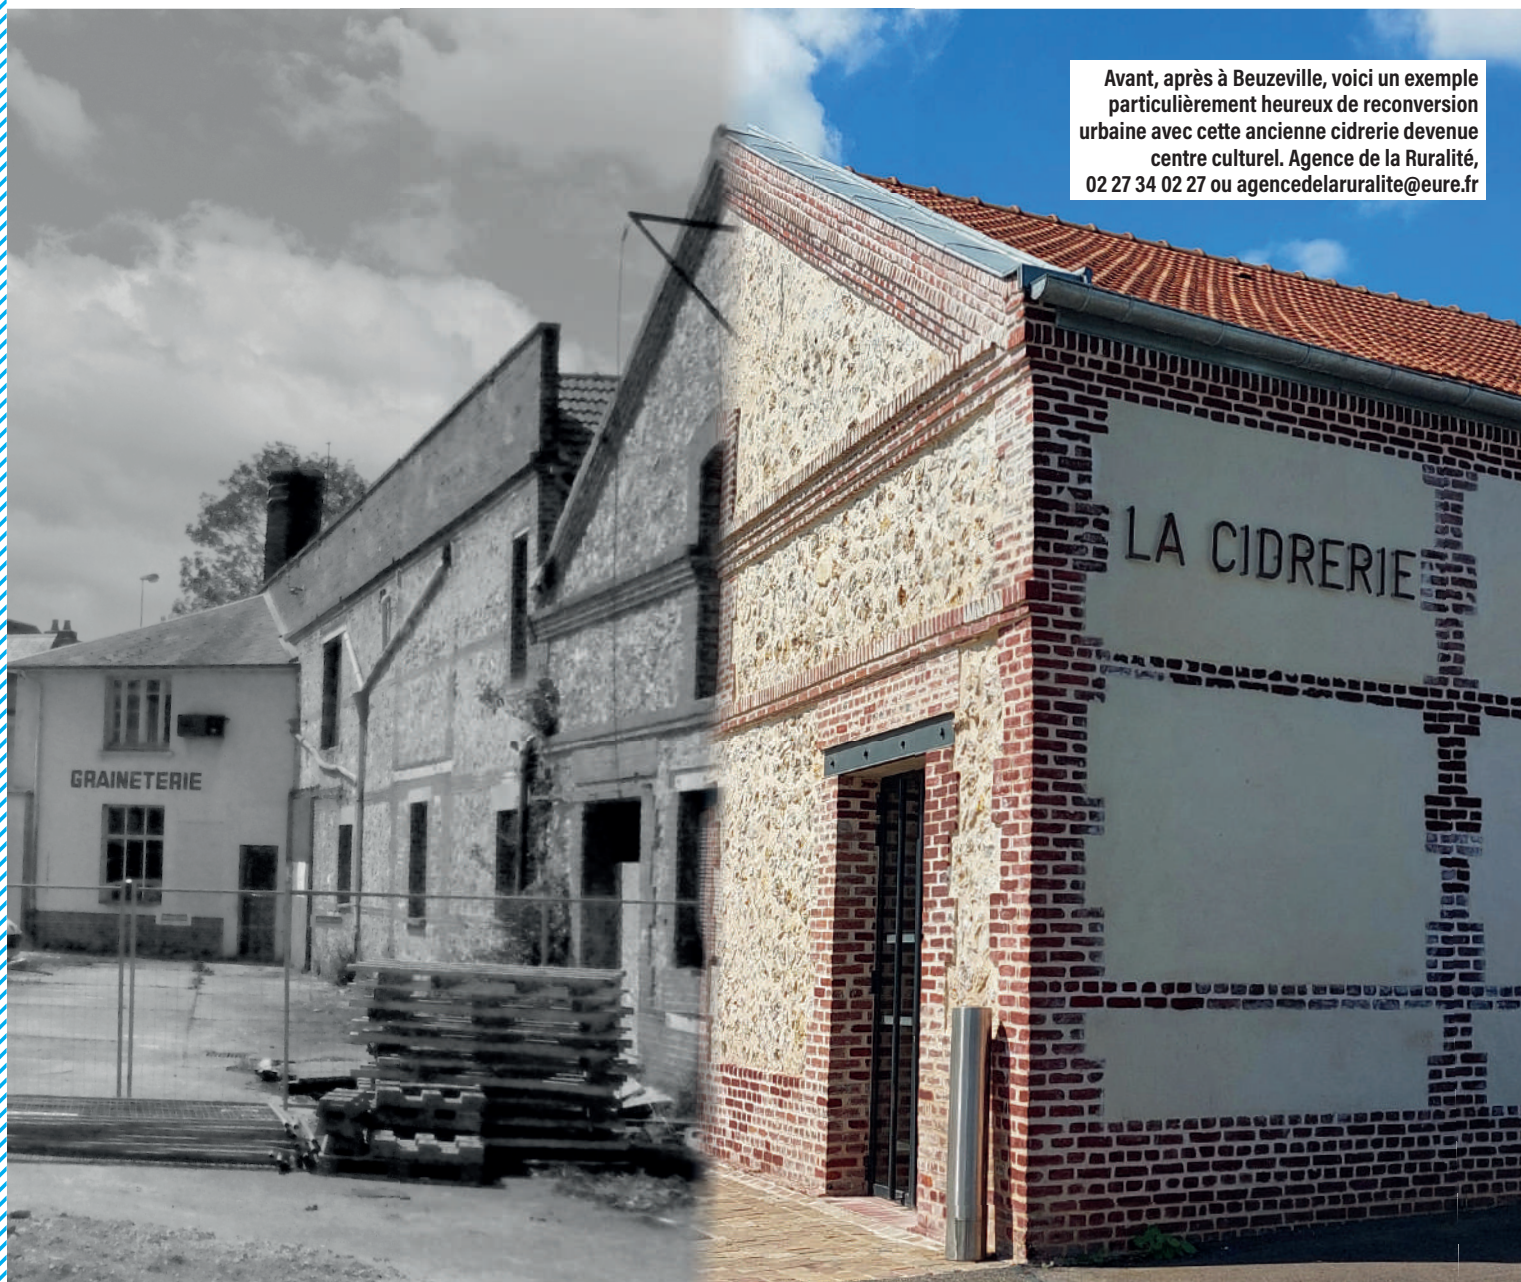 Avant, après à Beuzeville, voici un exemple
particulièrement heureux de reconversion
urbaine avec cette ancienne cidrerie devenue
centre culturel. Agence de la Ruralité,
02 27 34 02 27 ou agencedelaruralite@eure.fr
LA CIDRERIE
GRAINETERIE